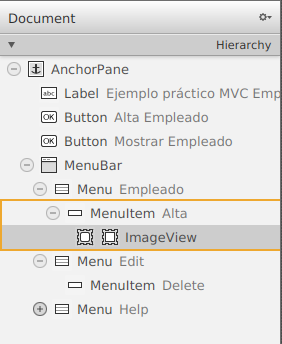 Document
Hierarchy
AnchorPane
abc Label Ejemplo práctico MVC Emp
OK Button Alta Empleado
OK Button Mostrar Empleado
MenuBar
Menu Empleado
MenuItem Alta
ImageView
Menu Edit
MenuItem Delete
Menu Help